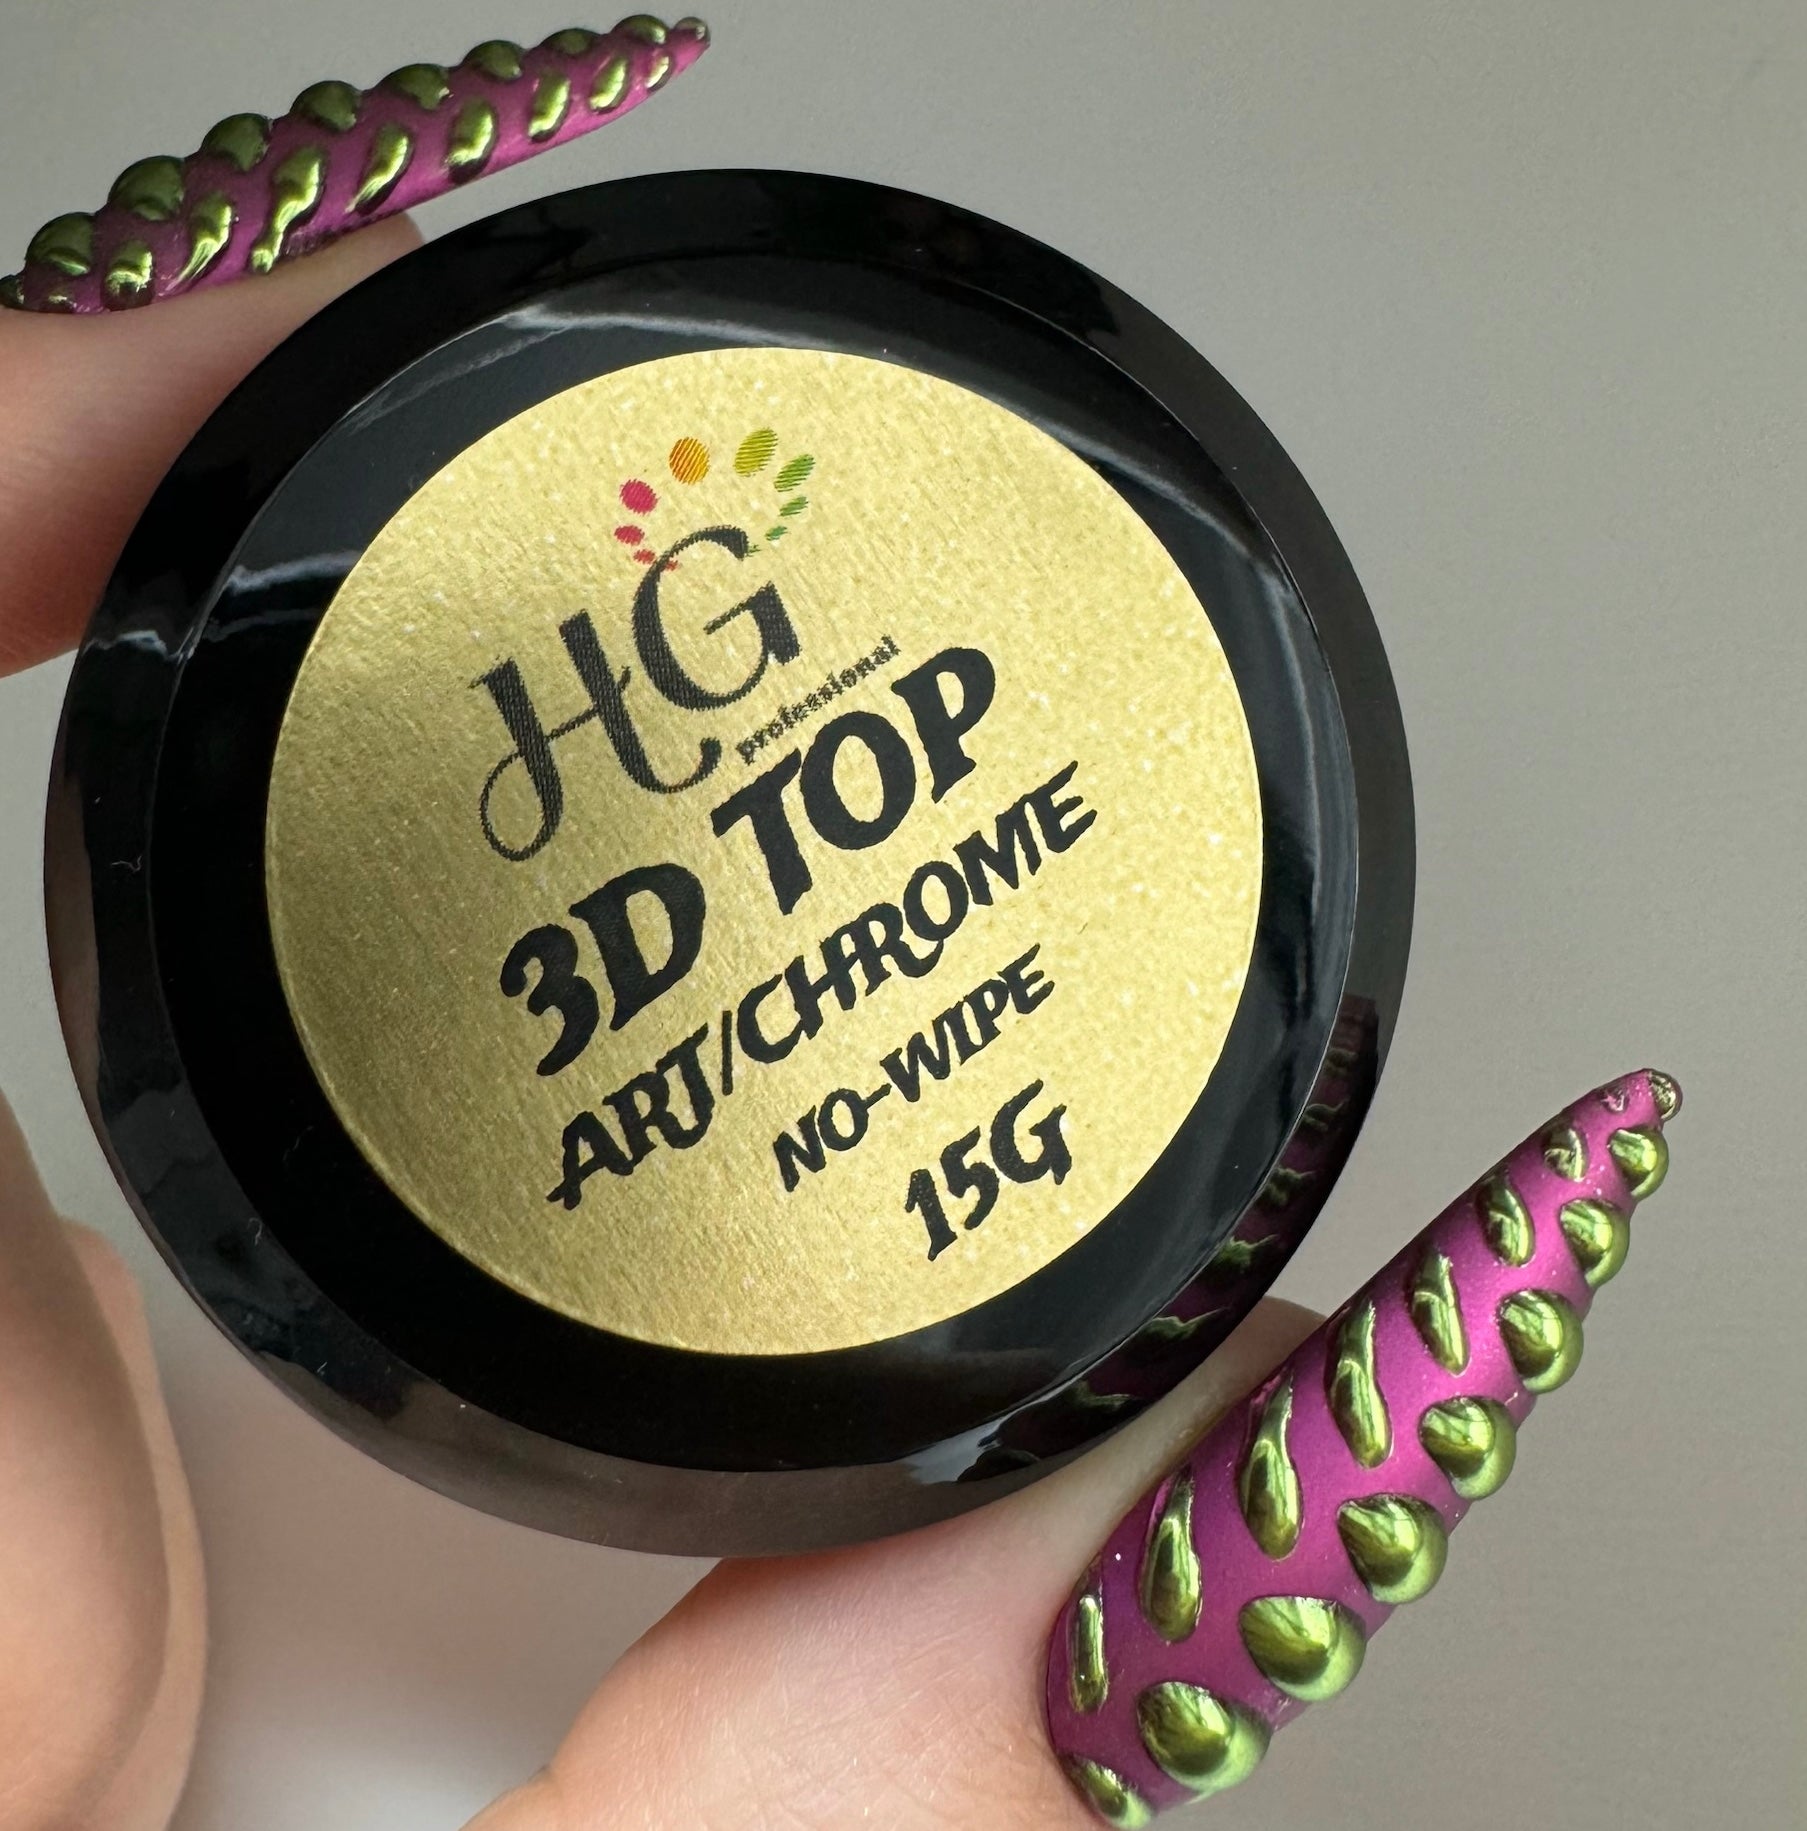 HG
professional
3D TOP
ART/CHROME
NO-WIPE
15G